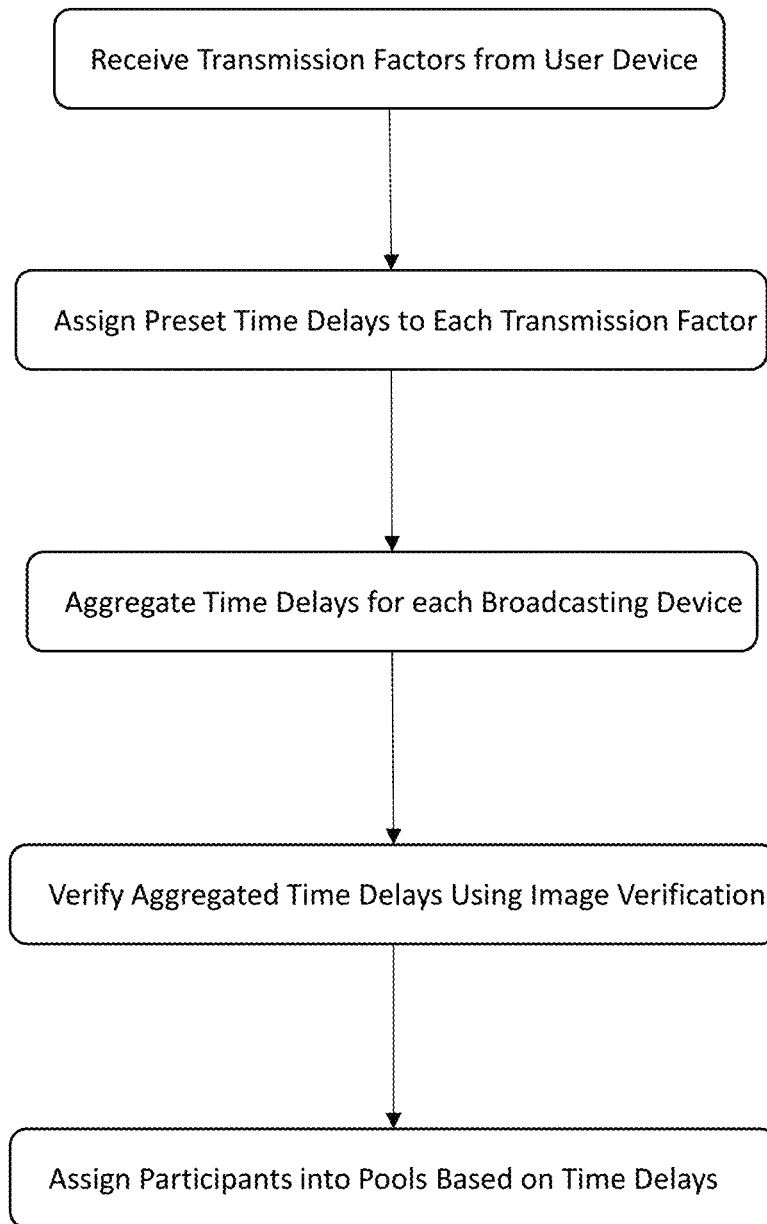 Receive Transmission Factors from User Device
Assign Preset Time Delays to Each Transmission Factor
Aggregate Time Delays for each Broadcasting Device
Verify Aggregated Time Delays Using Image Verification
Assign Participants into Pools Based on Time Delays